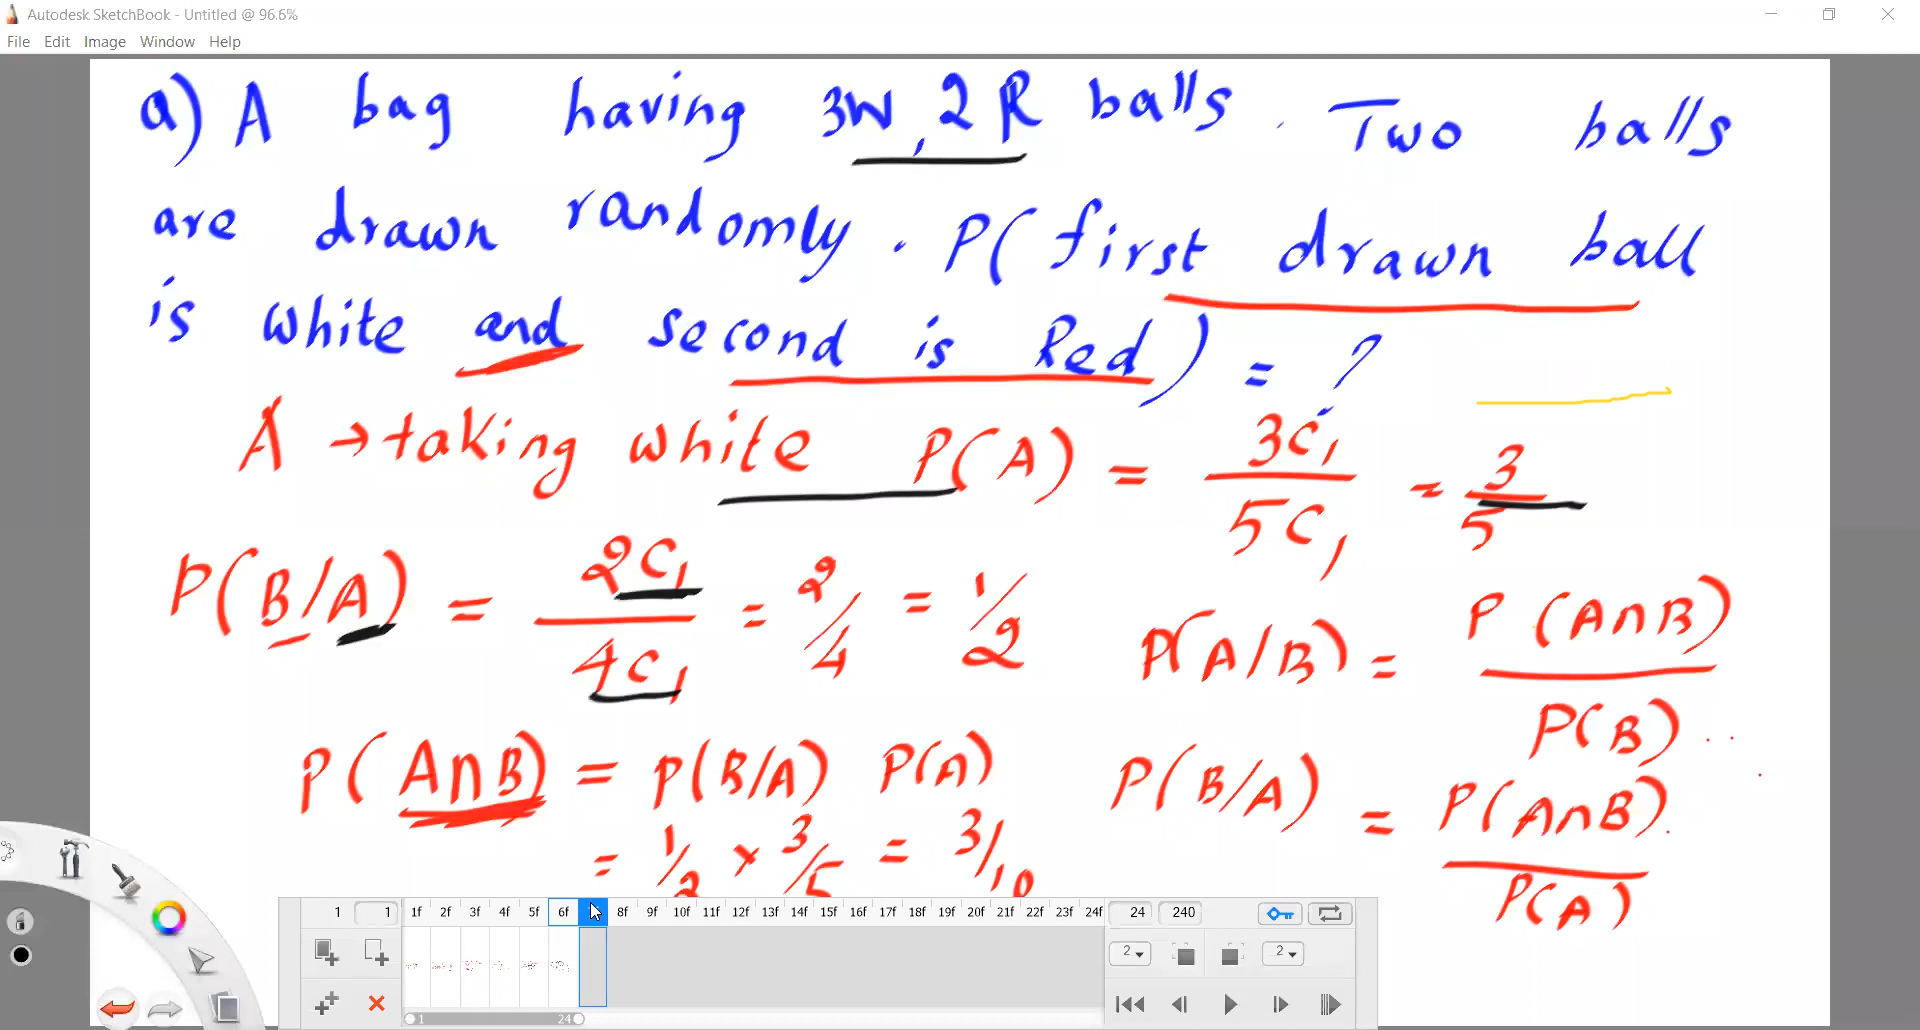 Autodesk SketchBook - Untitled @ 96.6%
File Edit Image Window Help
Q) A bag having 3W, 2R balls. Two balls
are drawn randomly. P( first drawn ball
is white and second is Red ) = ?
A → taking white P(A) = 3C1 / 5C1 = 3/5
P(B/A) = 2C1 / 4C1 = 2/4 = 1/2
P(A/B) = P(A∩B) / P(B)
P(A∩B) = P(B/A) P(A)
= 1/2 × 3/5 = 3/10
P(B/A) = P(A∩B) / P(A)
1 1 1f 2f 3f 4f 5f 6f 8f 9f 10f 11f 12f 13f 14f 15f 16f 17f 18f 19f 20f 21f 22f 23f 24f 24 240
2 2
1 24